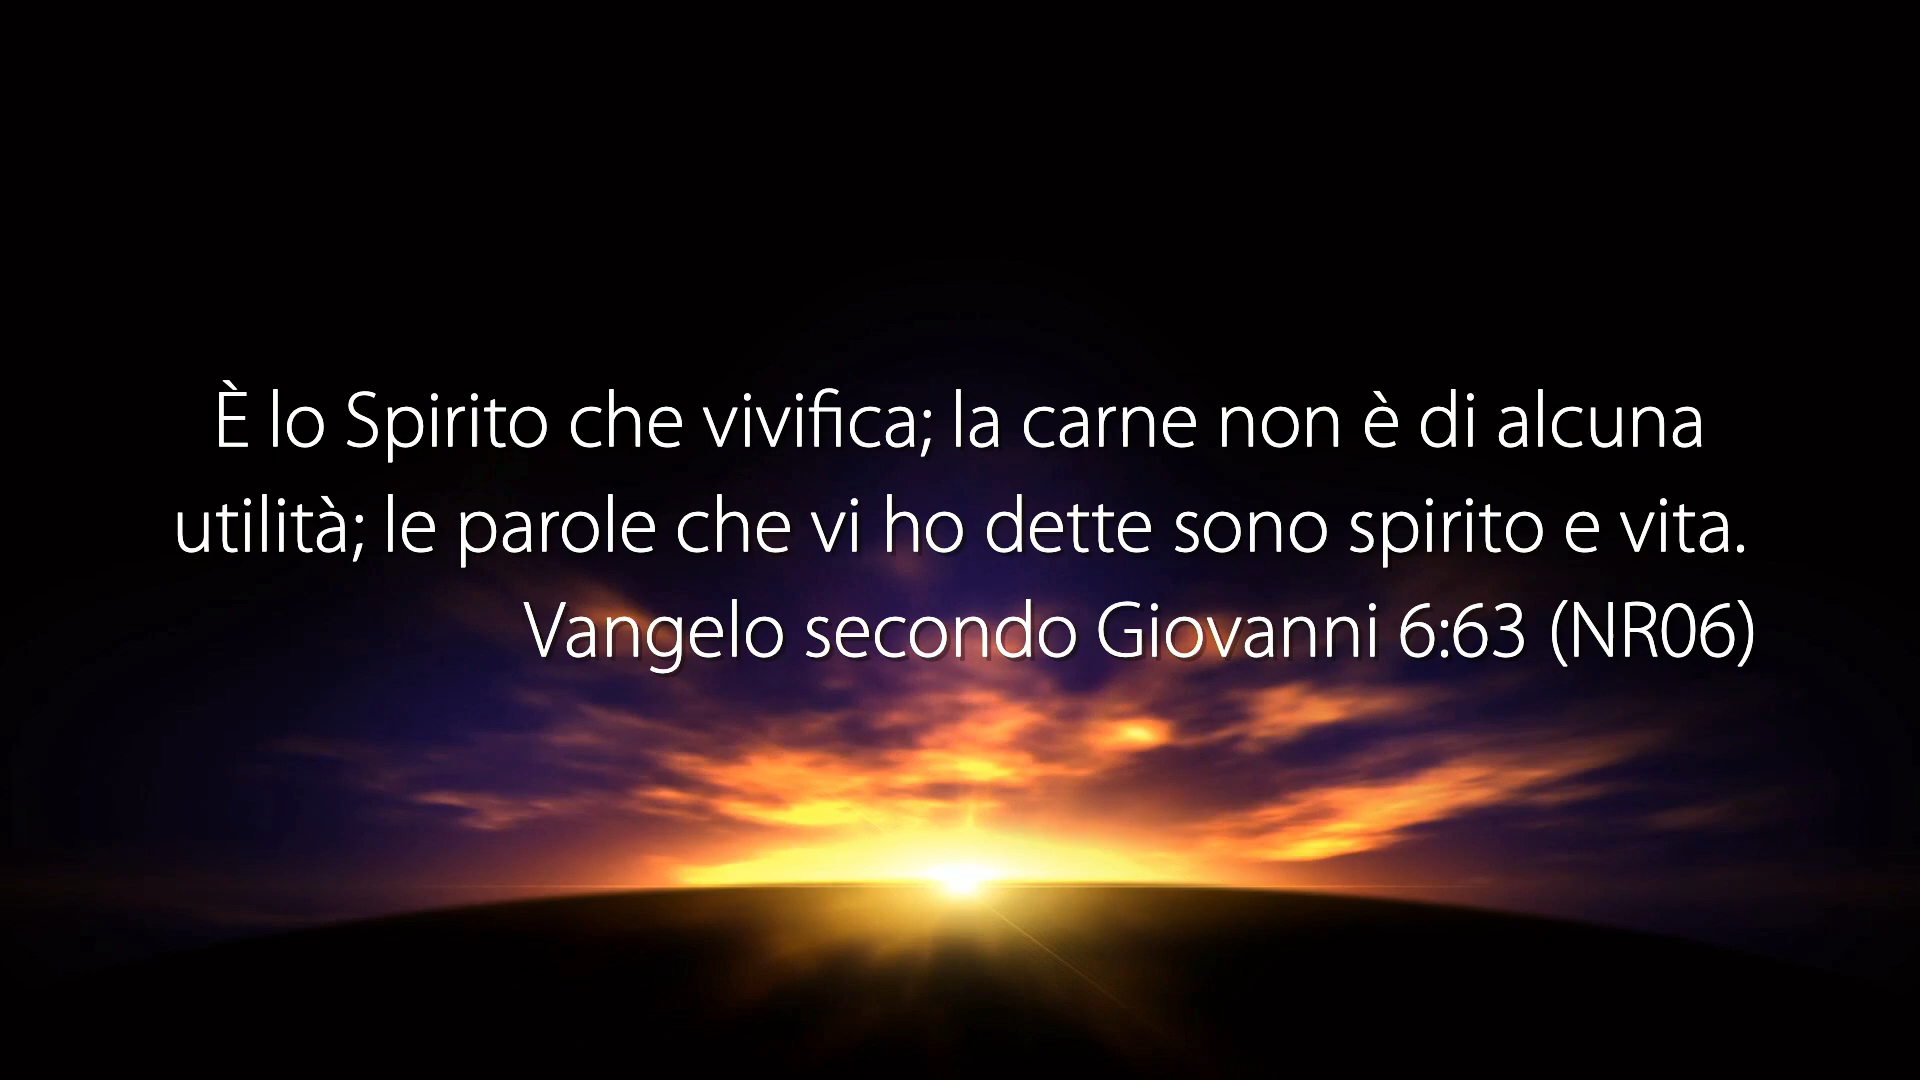 È lo Spirito che vivifica; la carne non è di alcuna
utilità; le parole che vi ho dette sono spirito e vita.
Vangelo secondo Giovanni 6:63 (NR06)